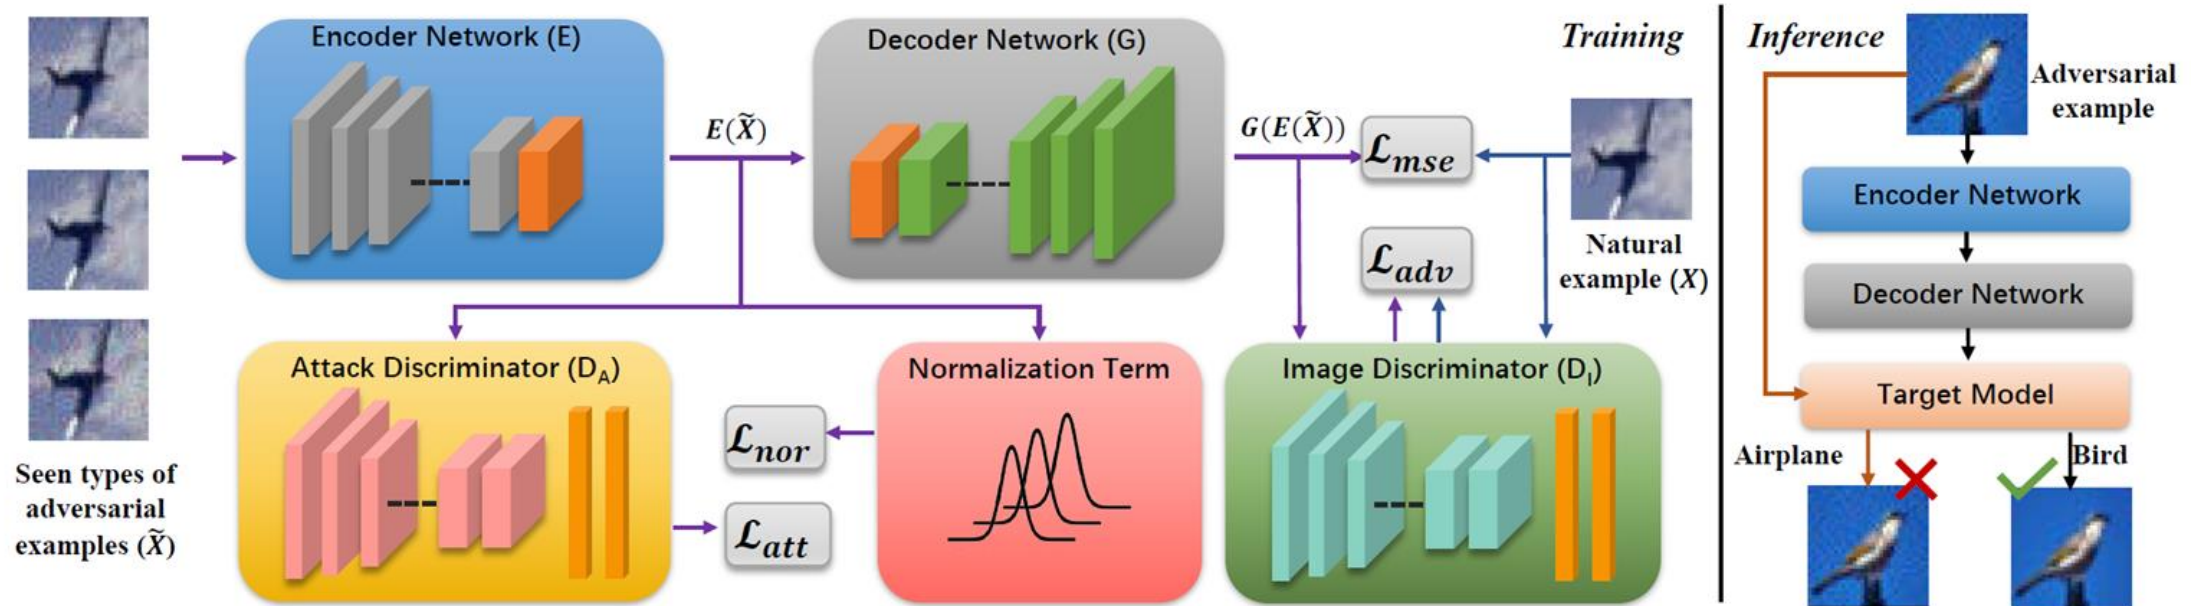 Encoder Network (E)
E(X̃)
Decoder Network (G)
G(E(X̃))
ℒmse
ℒadv
Training
Natural
example (X)
Seen types of
adversarial
examples (X̃)
Attack Discriminator (DA)
ℒnor
ℒatt
Normalization Term
Image Discriminator (DI)
Inference
Adversarial
example
Encoder Network
Decoder Network
Target Model
Airplane
Bird